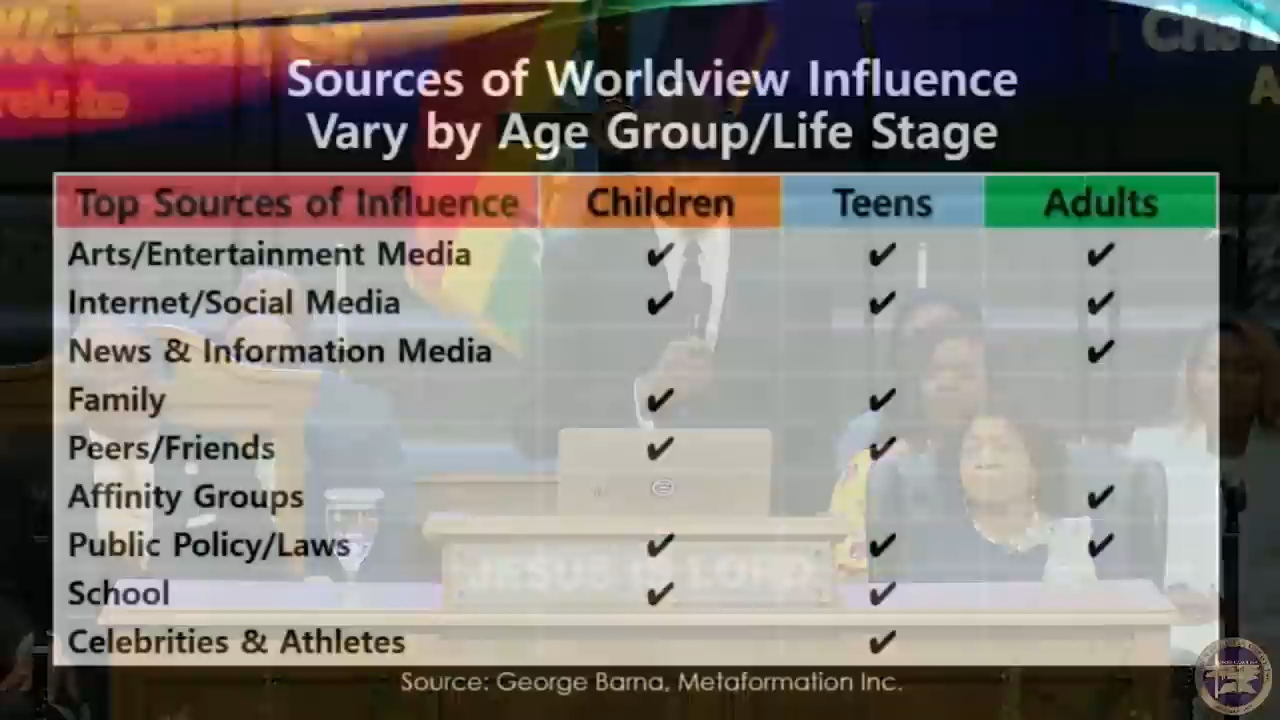 Wooden, Sr.
Sources of Worldview Influence
Vary by Age Group/Life Stage
Top Sources of Influence Children Teens Adults
Arts/Entertainment Media ✔ ✔ ✔
Internet/Social Media ✔ ✔ ✔
News & Information Media ✔
Family ✔ ✔
Peers/Friends ✔ ✔
Affinity Groups ✔
Public Policy/Laws ✔ ✔ ✔
JESUS IS LORD
School ✔ ✔
Celebrities & Athletes ✔
Source: George Barna, Metaformation Inc.